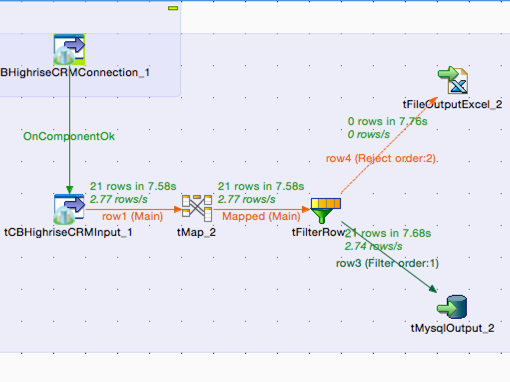 BHighriseCRMConnection_1
OnComponentOk
tFileOutputExcel_2
0 rows in 7.76s
0 rows/s
row4 (Reject order:2).
21 rows in 7.58s
2.77 rows/s
row1 (Main)
21 rows in 7.58s
2.77 rows/s
Mapped (Main)
tCBHighriseCRMInput_1
tMap_2
tFilterRow
21 rows in 7.68s
2.74 rows/s
row3 (Filter order:1)
tMysqlOutput_2